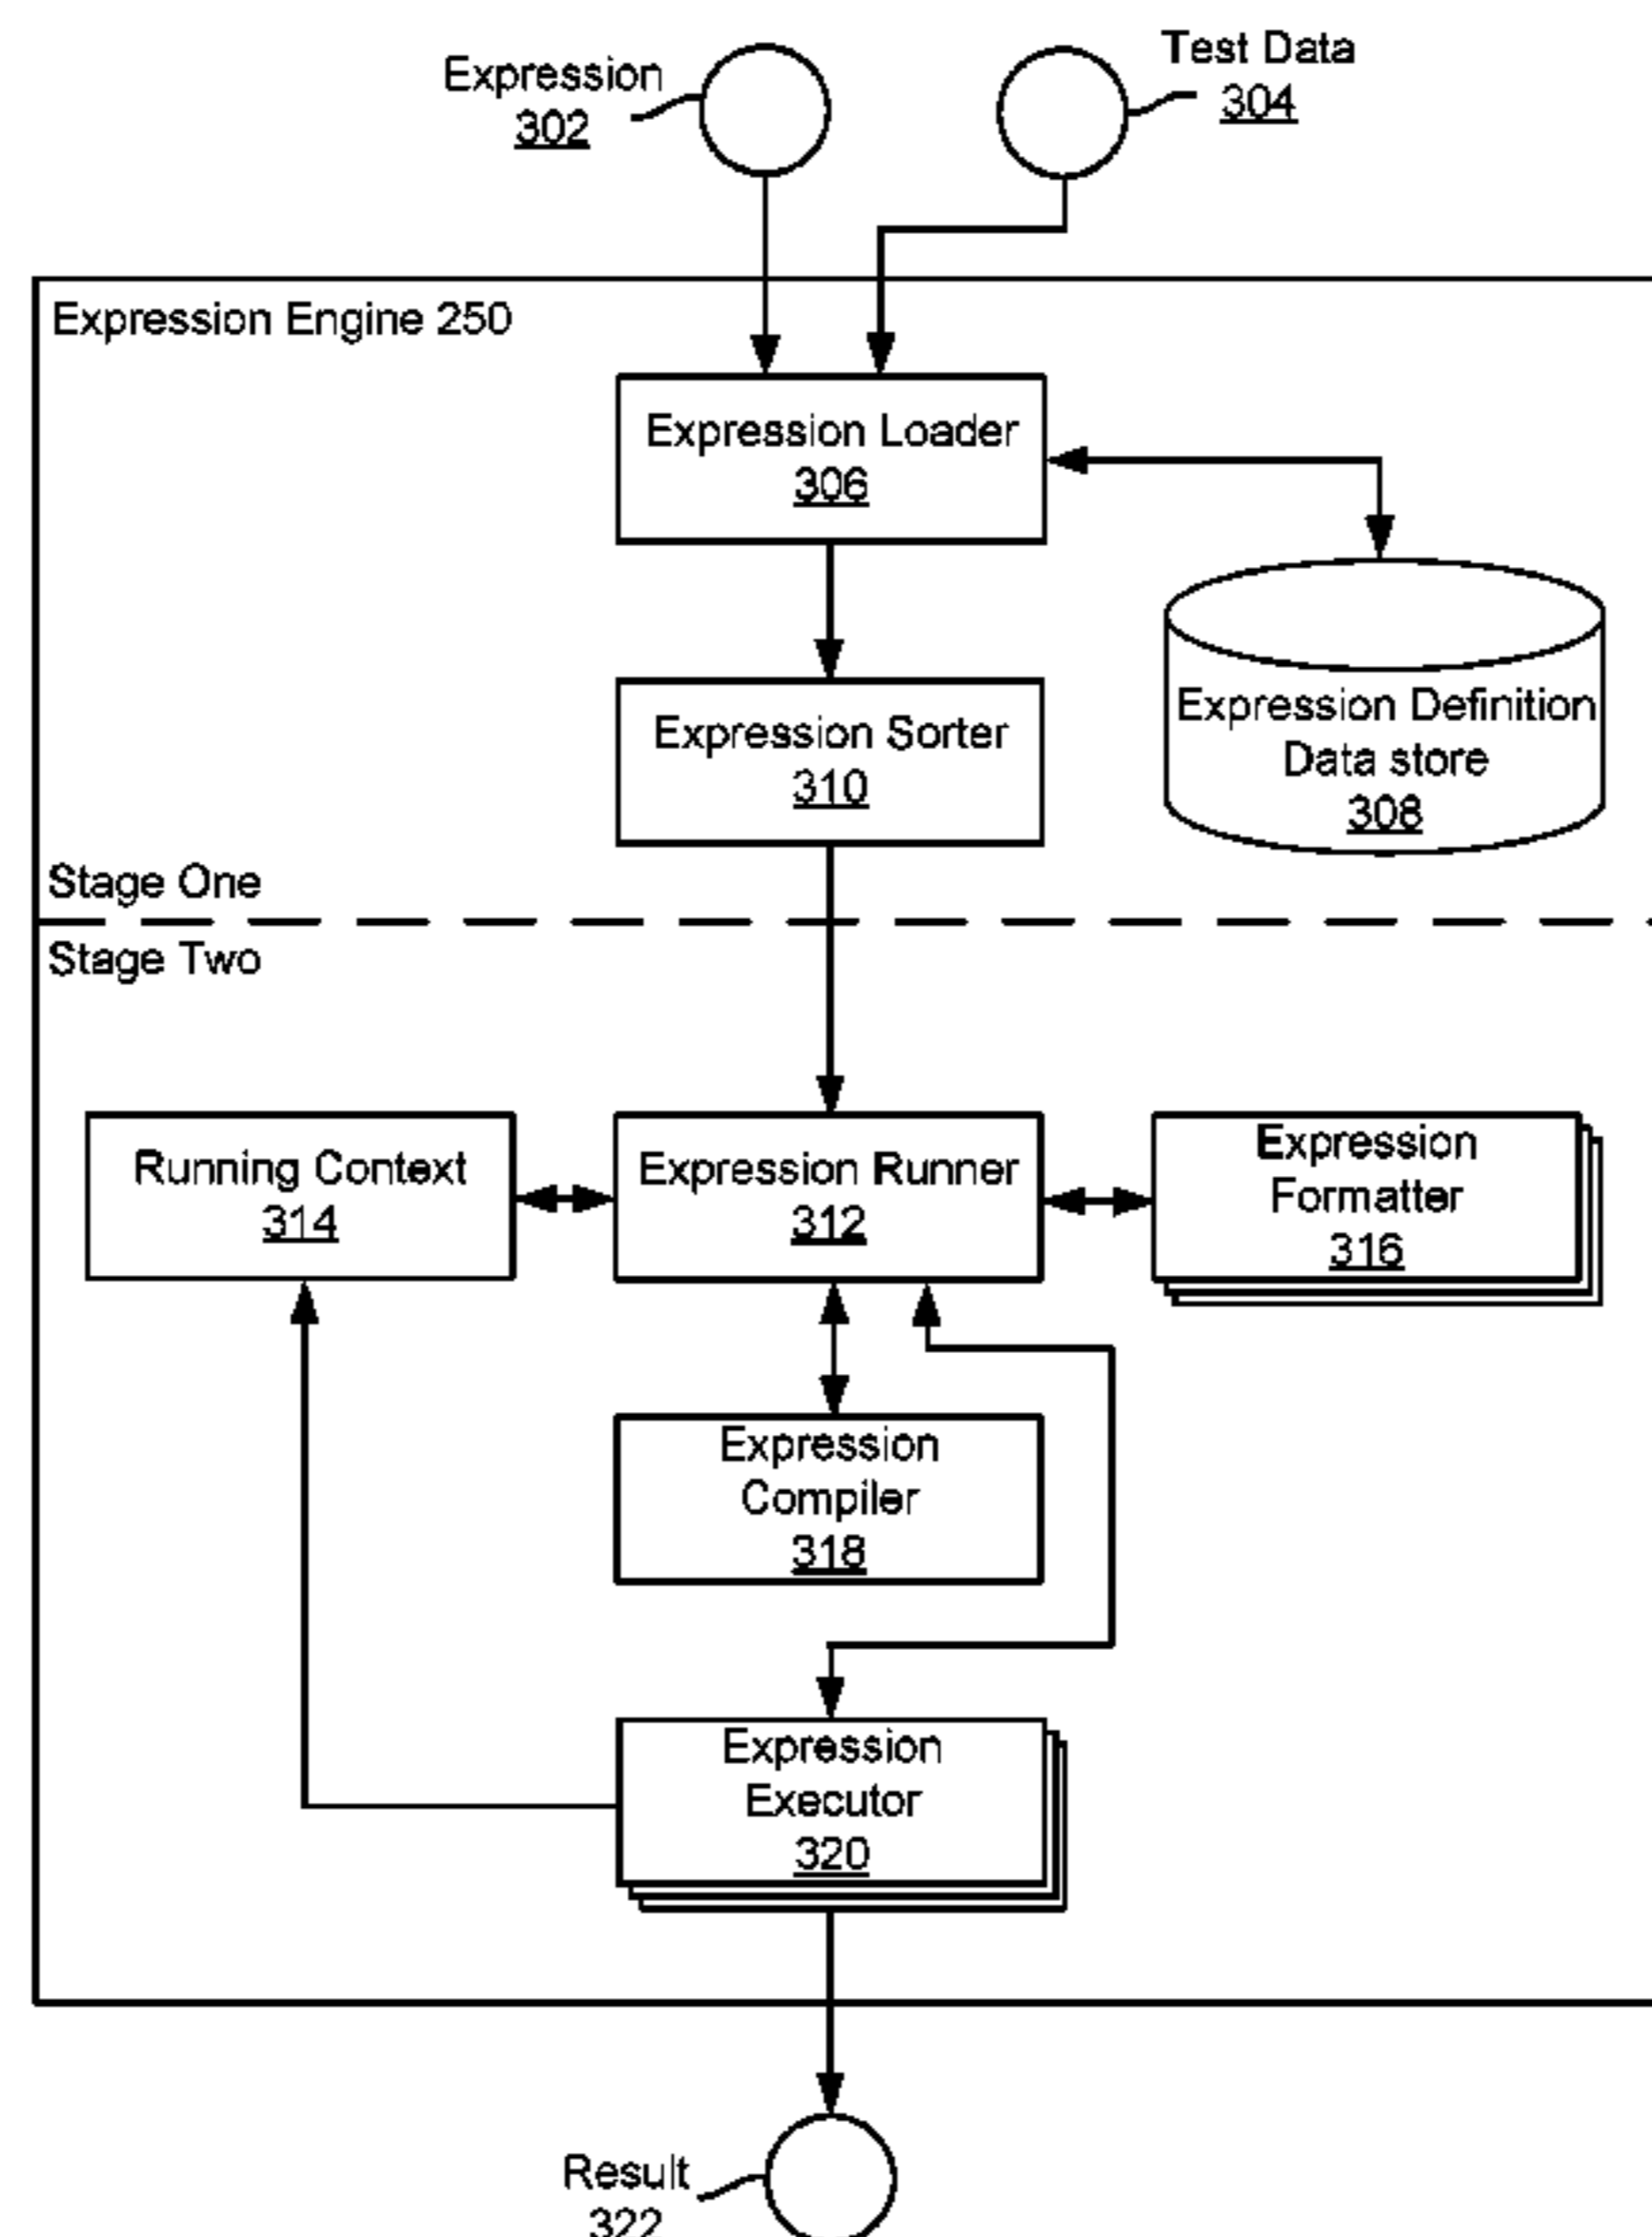 Expression
302
Test Data
304
Expression Engine 250
Expression Loader
306
Expression Definition
Data store
308
Expression Sorter
310
Stage One
Stage Two
Running Context
314
Expression Runner
312
Expression
Formatter
316
Expression
Compiler
318
Expression
Executor
320
Result
322